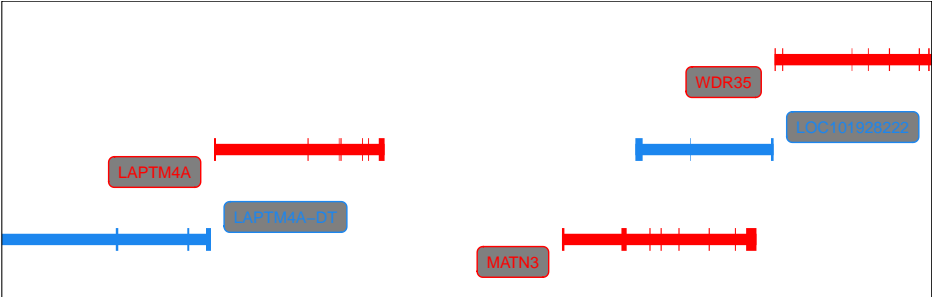 WDR35
LOC101928222
LAPTM4A
LAPTM4A−DT
MATN3